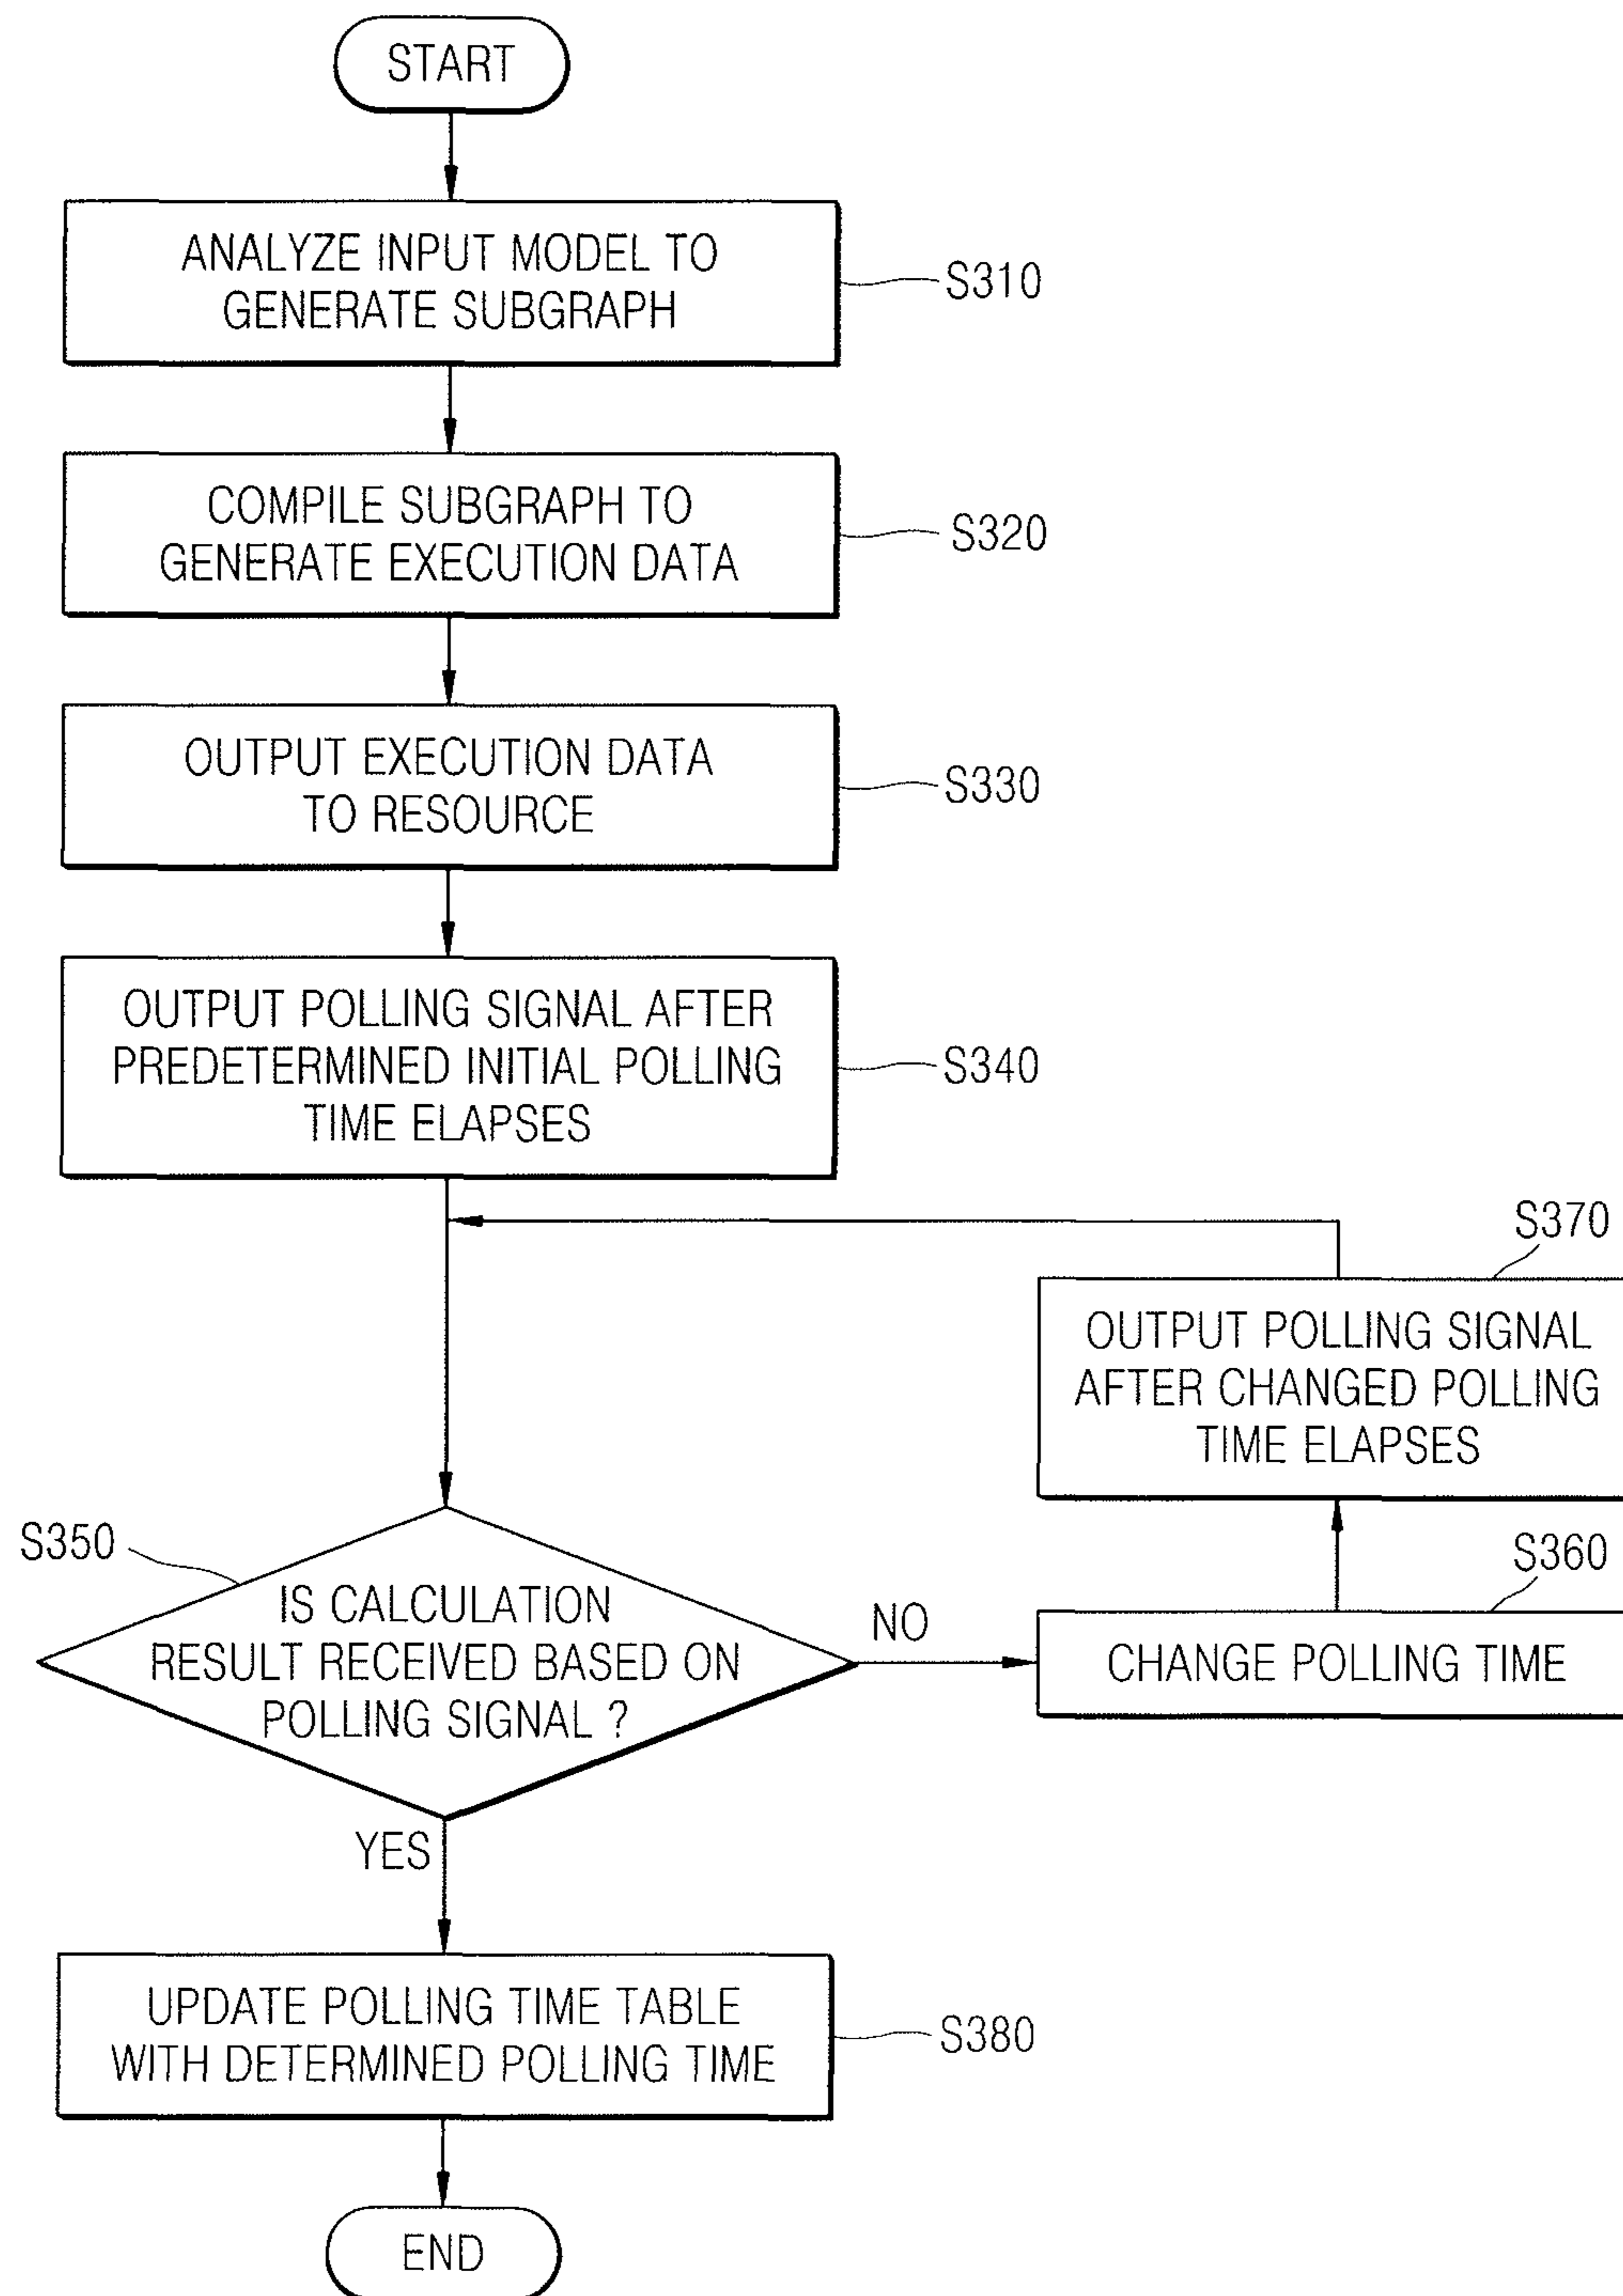 START
ANALYZE INPUT MODEL TO
GENERATE SUBGRAPH
S310
COMPILE SUBGRAPH TO
GENERATE EXECUTION DATA
S320
OUTPUT EXECUTION DATA
TO RESOURCE
S330
OUTPUT POLLING SIGNAL AFTER
PREDETERMINED INITIAL POLLING
TIME ELAPSES
S340
S370
OUTPUT POLLING SIGNAL
AFTER CHANGED POLLING
TIME ELAPSES
S350
IS CALCULATION
RESULT RECEIVED BASED ON
POLLING SIGNAL ?
NO
S360
CHANGE POLLING TIME
YES
UPDATE POLLING TIME TABLE
WITH DETERMINED POLLING TIME
S380
END